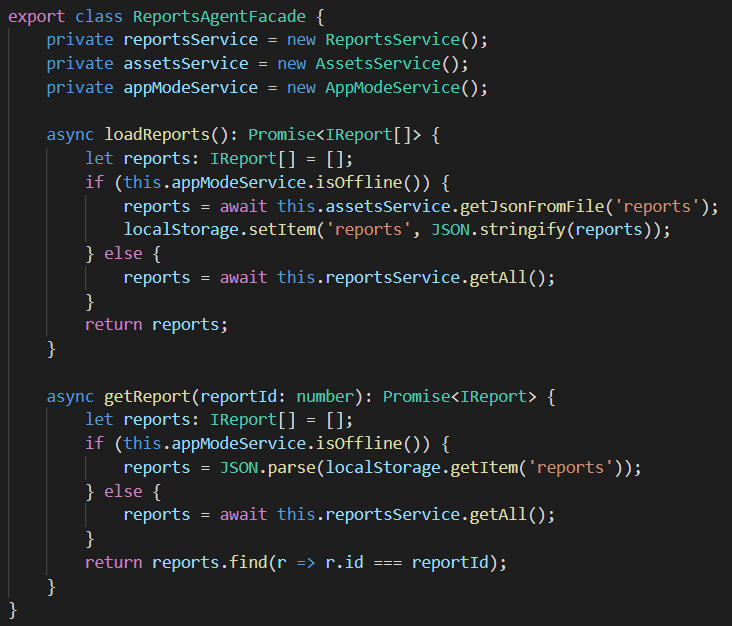 export class ReportsAgentFacade {
    private reportsService = new ReportsService();
    private assetsService = new AssetsService();
    private appModeService = new AppModeService();

    async loadReports(): Promise<IReport[]> {
        let reports: IReport[] = [];
        if (this.appModeService.isOffline()) {
            reports = await this.assetsService.getJsonFromFile('reports');
            localStorage.setItem('reports', JSON.stringify(reports));
        } else {
            reports = await this.reportsService.getAll();
        }
        return reports;
    }

    async getReport(reportId: number): Promise<IReport> {
        let reports: IReport[] = [];
        if (this.appModeService.isOffline()) {
            reports = JSON.parse(localStorage.getItem('reports'));
        } else {
            reports = await this.reportsService.getAll();
        }
        return reports.find(r => r.id === reportId);
    }
}